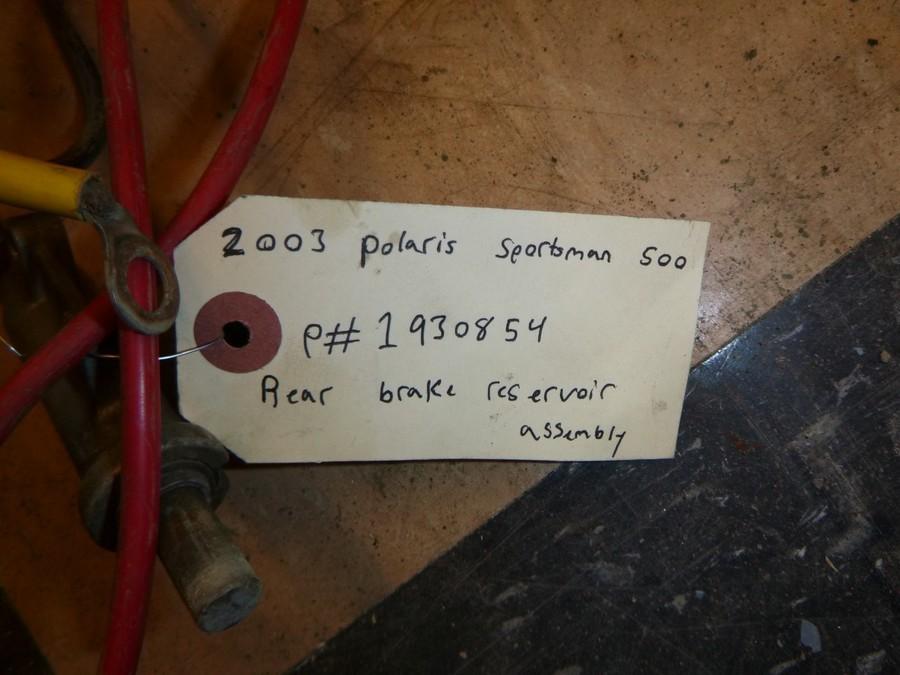 2003 polaris sportsman 500
P# 1930854
Rear brake reservoir
assembly